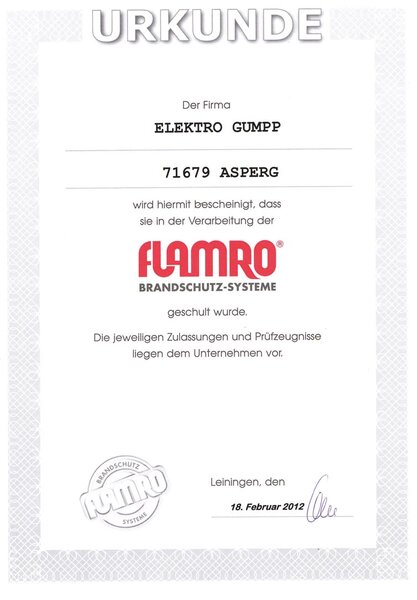 URKUNDE
Der Firma
ELEKTRO GUMPP
71679 ASPERG
wird hiermit bescheinigt, dass
sie in der Verarbeitung der
FLAMRO®
BRANDSCHUTZ-SYSTEME
geschult wurde.
Die jeweiligen Zulassungen und Prüfzeugnisse
liegen dem Unternehmen vor.
BRANDSCHUTZ
FLAMRO
SYSTEME
Leiningen, den
18. Februar 2012